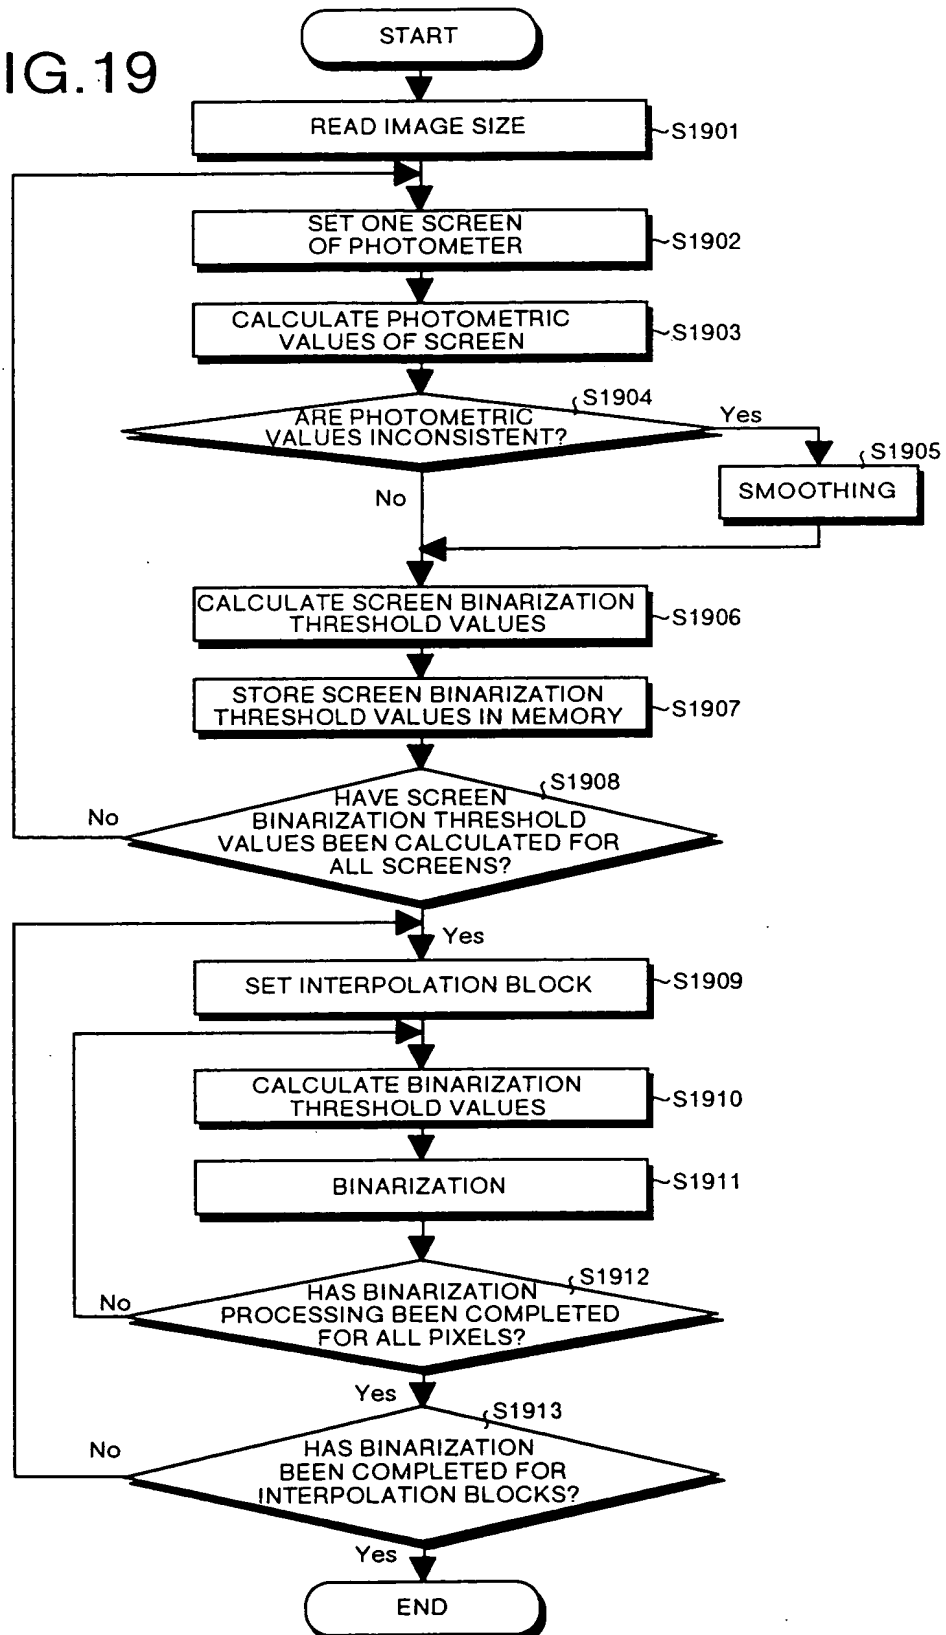 IG.19
START
READ IMAGE SIZE
S1901
SET ONE SCREEN
OF PHOTOMETER
S1902
CALCULATE PHOTOMETRIC
VALUES OF SCREEN
S1903
S1904
ARE PHOTOMETRIC
VALUES INCONSISTENT?
Yes
S1905
SMOOTHING
No
CALCULATE SCREEN BINARIZATION
THRESHOLD VALUES
S1906
STORE SCREEN BINARIZATION
THRESHOLD VALUES IN MEMORY
S1907
S1908
No
HAVE SCREEN
BINARIZATION THRESHOLD
VALUES BEEN CALCULATED FOR
ALL SCREENS?
Yes
SET INTERPOLATION BLOCK
S1909
CALCULATE BINARIZATION
THRESHOLD VALUES
S1910
BINARIZATION
S1911
S1912
No
HAS BINARIZATION
PROCESSING BEEN COMPLETED
FOR ALL PIXELS?
Yes
S1913
No
HAS BINARIZATION
BEEN COMPLETED FOR
INTERPOLATION BLOCKS?
Yes
END